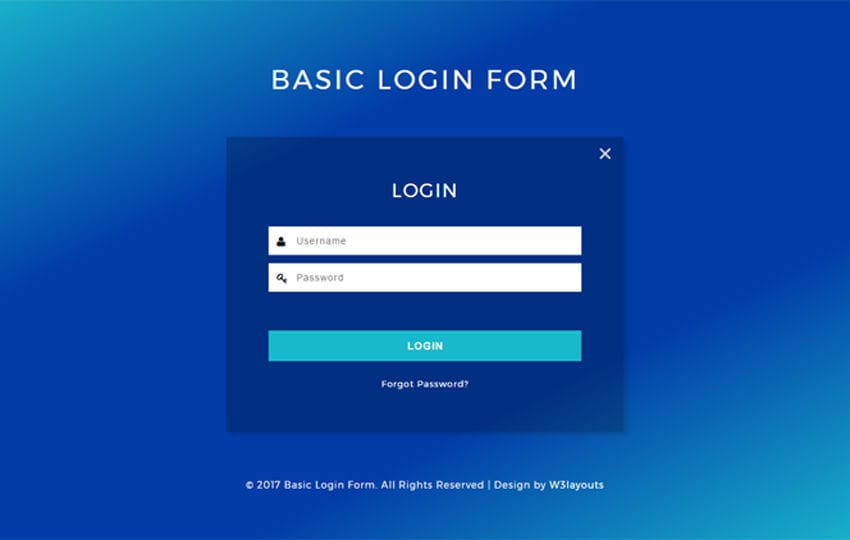 BASIC LOGIN FORM
LOGIN
Username
Password
LOGIN
Forgot Password?
© 2017 Basic Login Form. All Rights Reserved | Design by W3layouts